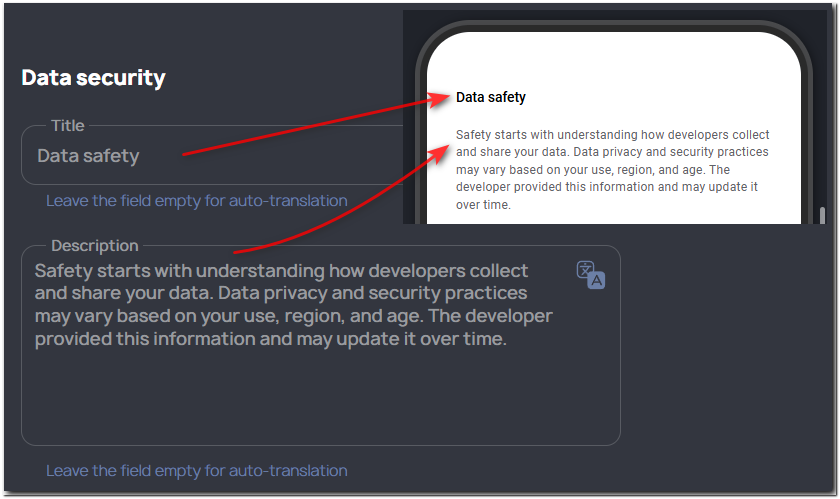 Data security
Title
Data safety
Leave the field empty for auto-translation
Description
Safety starts with understanding how developers collect
and share your data. Data privacy and security practices
may vary based on your use, region, and age. The developer
provided this information and may update it over time.
A
Leave the field empty for auto-translation
Data safety
Safety starts with understanding how developers collect
and share your data. Data privacy and security practices
may vary based on your use, region, and age. The
developer provided this information and may update it
over time.